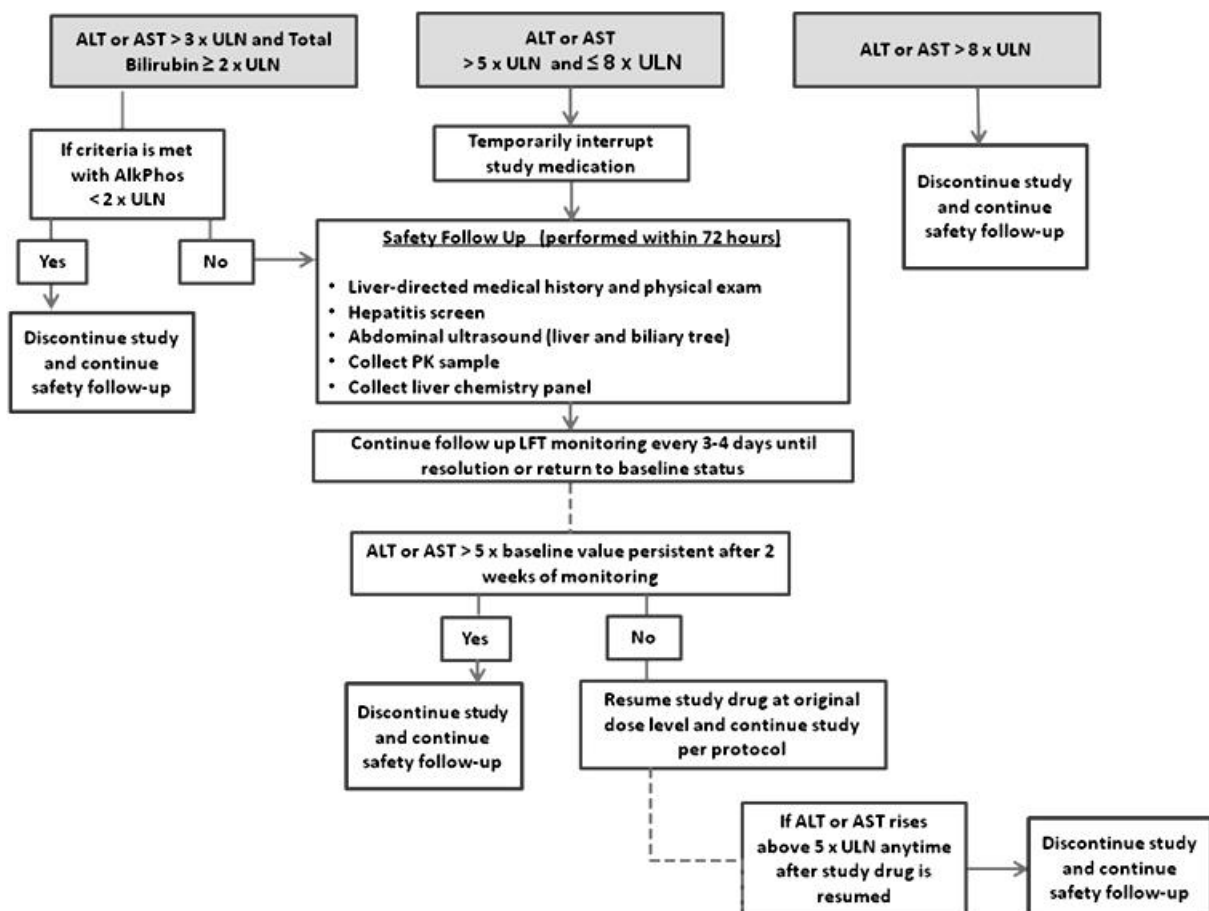 ALT or AST > 3 x ULN and Total
Bilirubin ≥ 2 x ULN
ALT or AST
> 5 x ULN and ≤ 8 x ULN
ALT or AST > 8 x ULN
If criteria is met
with AlkPhos
< 2 x ULN
Temporarily interrupt
study medication
Discontinue study
and continue
safety follow-up
Yes
No
Safety Follow Up (performed within 72 hours)
• Liver-directed medical history and physical exam
• Hepatitis screen
• Abdominal ultrasound (liver and biliary tree)
• Collect PK sample
• Collect liver chemistry panel
Discontinue study
and continue
safety follow-up
Continue follow up LFT monitoring every 3-4 days until
resolution or return to baseline status
ALT or AST > 5 x baseline value persistent after 2
weeks of monitoring
Yes
No
Discontinue study
and continue
safety follow-up
Resume study drug at original
dose level and continue study
per protocol
If ALT or AST rises
above 5 x ULN anytime
after study drug is
resumed
Discontinue study
and continue
safety follow-up